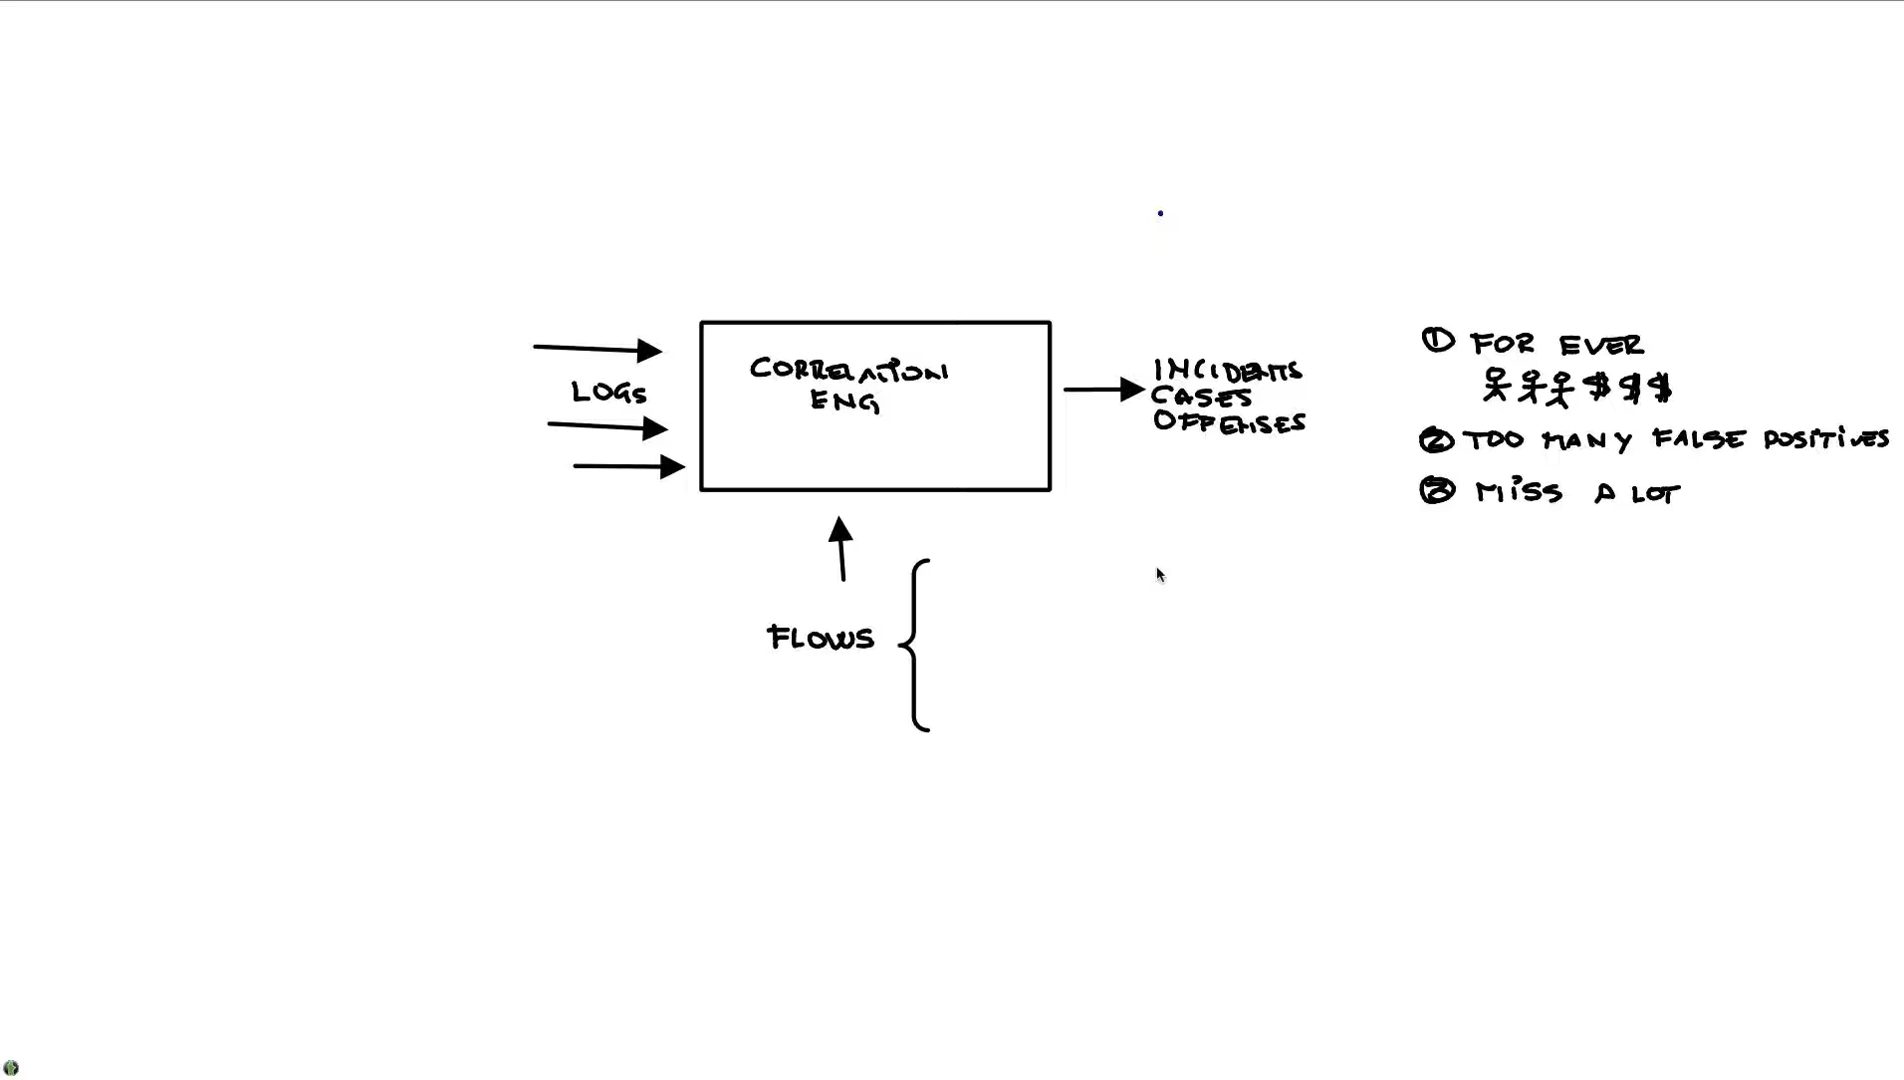 LOGs
CORRELATION
ENG
INCIDENTS
CASES
OFFENSES
① FOR EVER
$ $ $
② TOO MANY FALSE POSITIVES
③ MISS A LOT
FLOWS